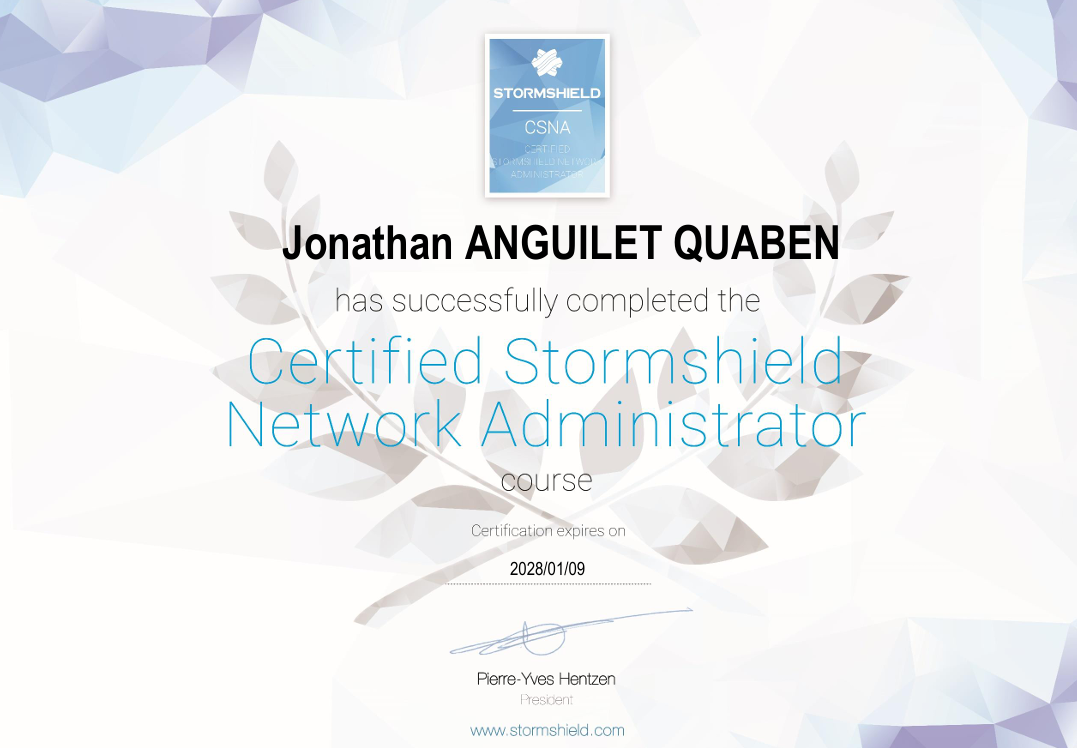 STORMSHIELD
CSNA
CERTIFIED
STORMSHIELD NETWORK
ADMINISTRATOR
Jonathan ANGUILET QUABEN
has successfully completed the
Certified Stormshield
Network Administrator
course
Certification expires on
2028/01/09
Pierre-Yves Hentzen
President
www.stormshield.com